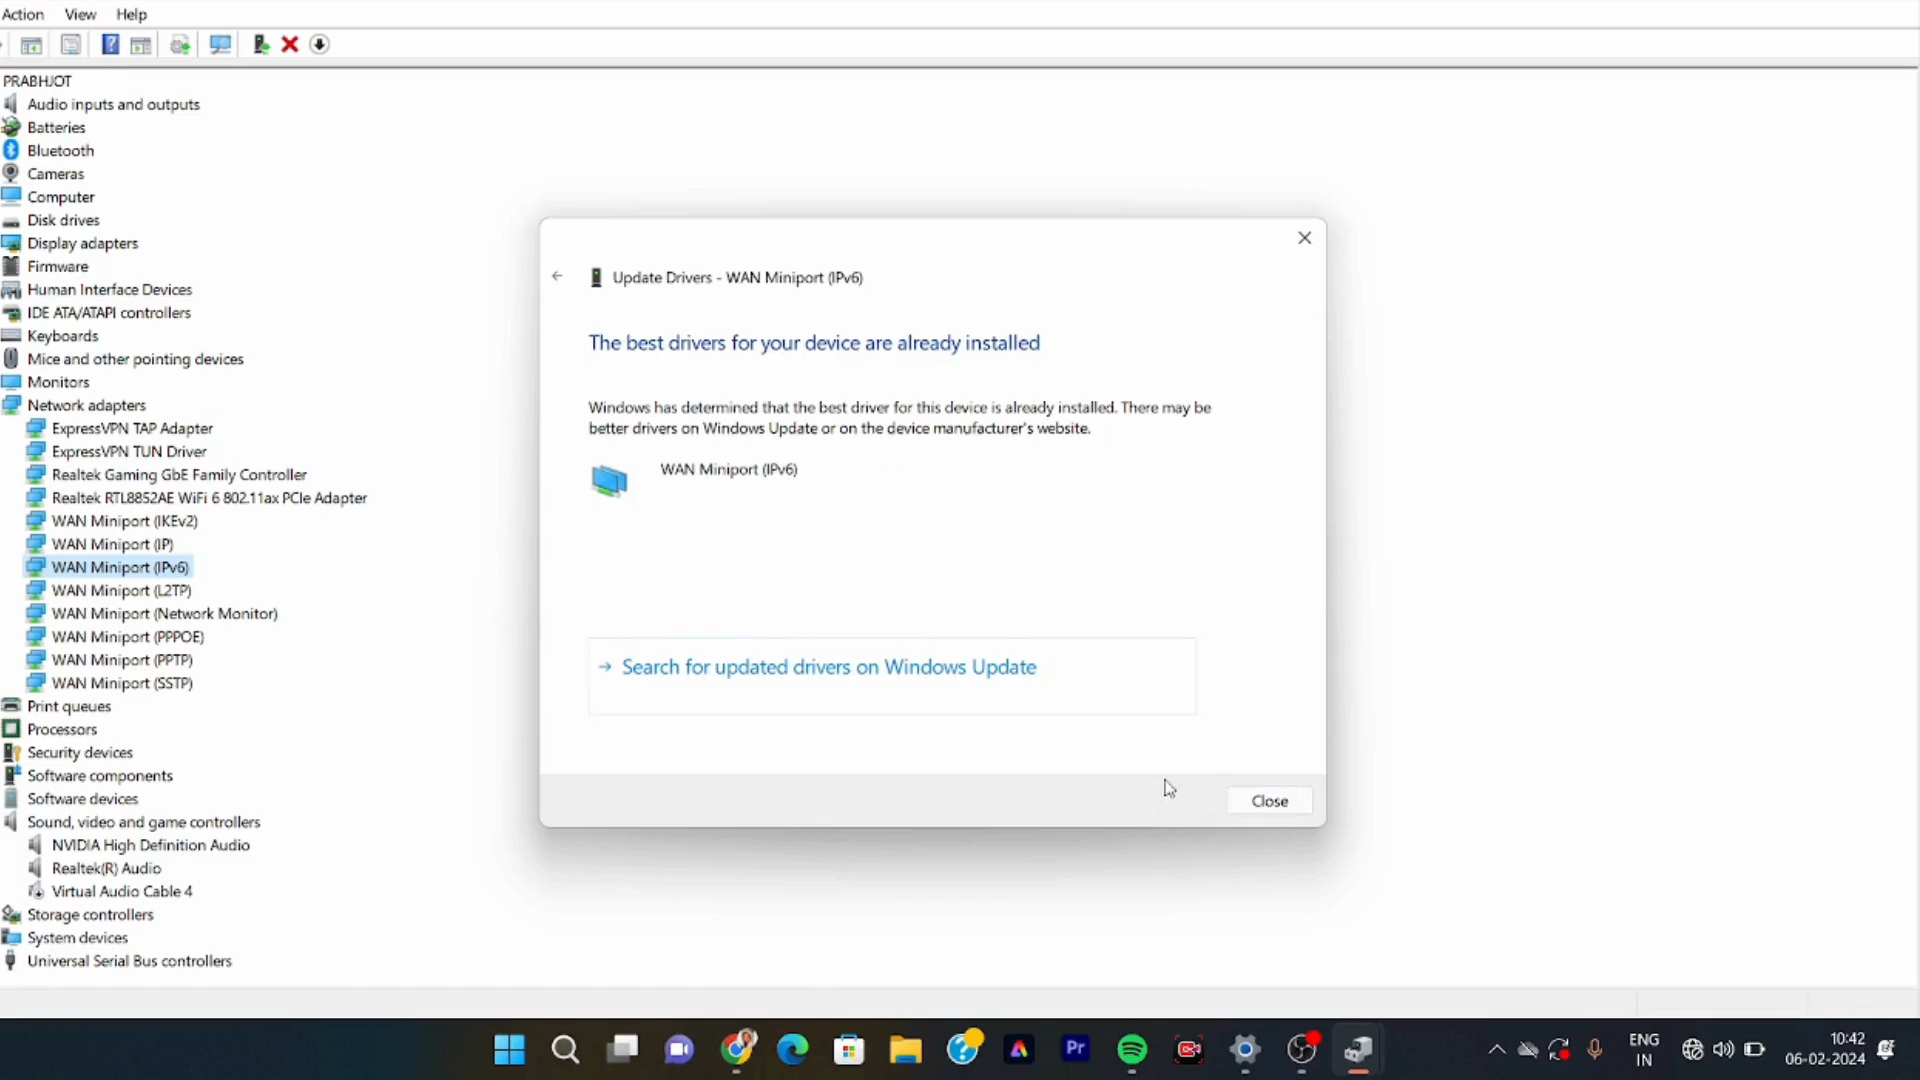 Action View Help
PRABHJOT
Audio inputs and outputs
Batteries
Bluetooth
Cameras
Computer
Disk drives
Display adapters
Firmware
Human Interface Devices
IDE ATA/ATAPI controllers
Keyboards
Mice and other pointing devices
Monitors
Network adapters
ExpressVPN TAP Adapter
ExpressVPN TUN Driver
Realtek Gaming GbE Family Controller
Realtek RTL8852AE WiFi 6 802.11ax PCIe Adapter
WAN Miniport (IKEv2)
WAN Miniport (IP)
WAN Miniport (IPv6)
WAN Miniport (L2TP)
WAN Miniport (Network Monitor)
WAN Miniport (PPPOE)
WAN Miniport (PPTP)
WAN Miniport (SSTP)
Print queues
Processors
Security devices
Software components
Software devices
Sound, video and game controllers
NVIDIA High Definition Audio
Realtek(R) Audio
Virtual Audio Cable 4
Storage controllers
System devices
Universal Serial Bus controllers
Update Drivers - WAN Miniport (IPv6)
The best drivers for your device are already installed
Windows has determined that the best driver for this device is already installed. There may be
better drivers on Windows Update or on the device manufacturer's website.
WAN Miniport (IPv6)
Search for updated drivers on Windows Update
Close
Pr
ENG
IN
10:42
06-02-2024